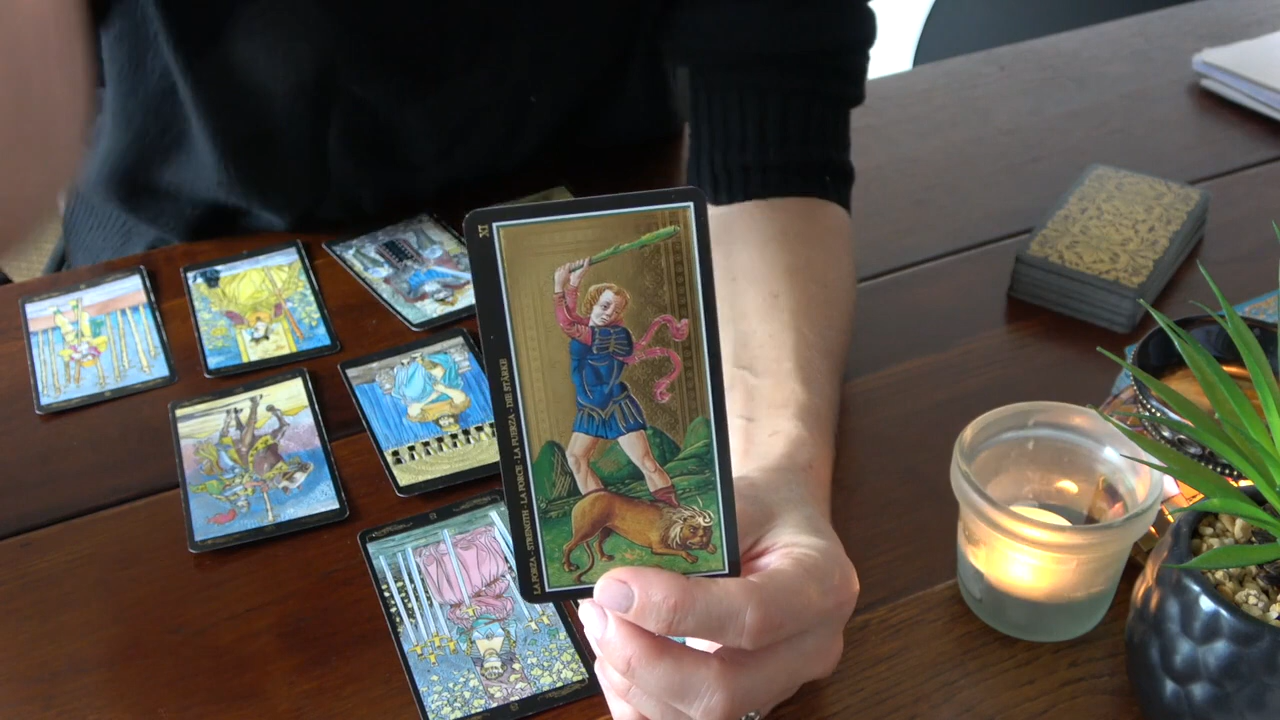 XI
LA FORZA - STRENGTH - LA FORCE - LA FUERZA - DIE STÄRKE